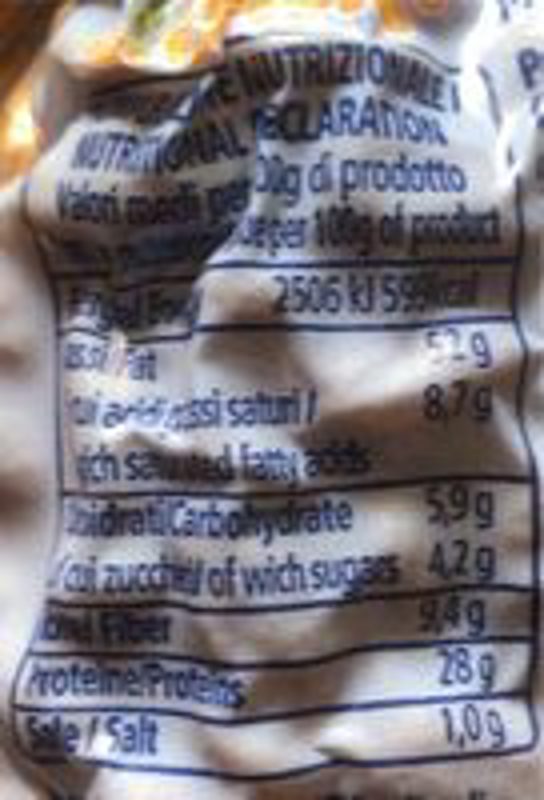 NUTRIZIONALE
NUTRITIONAL DECLARATION
Valori medi per 100g di prodotto
per 100g of product
2506 kJ 599kcal
Fat 52 g
cui acidi grassi saturi / 8,7 g
wich saturated fatty acids
Carbohydrate 5,9 g
cui zuccheri/ of wich sugars 4,2 g
Fiber 9,4 g
Proteine/Proteins 28 g
Sale / Salt 1,0 g